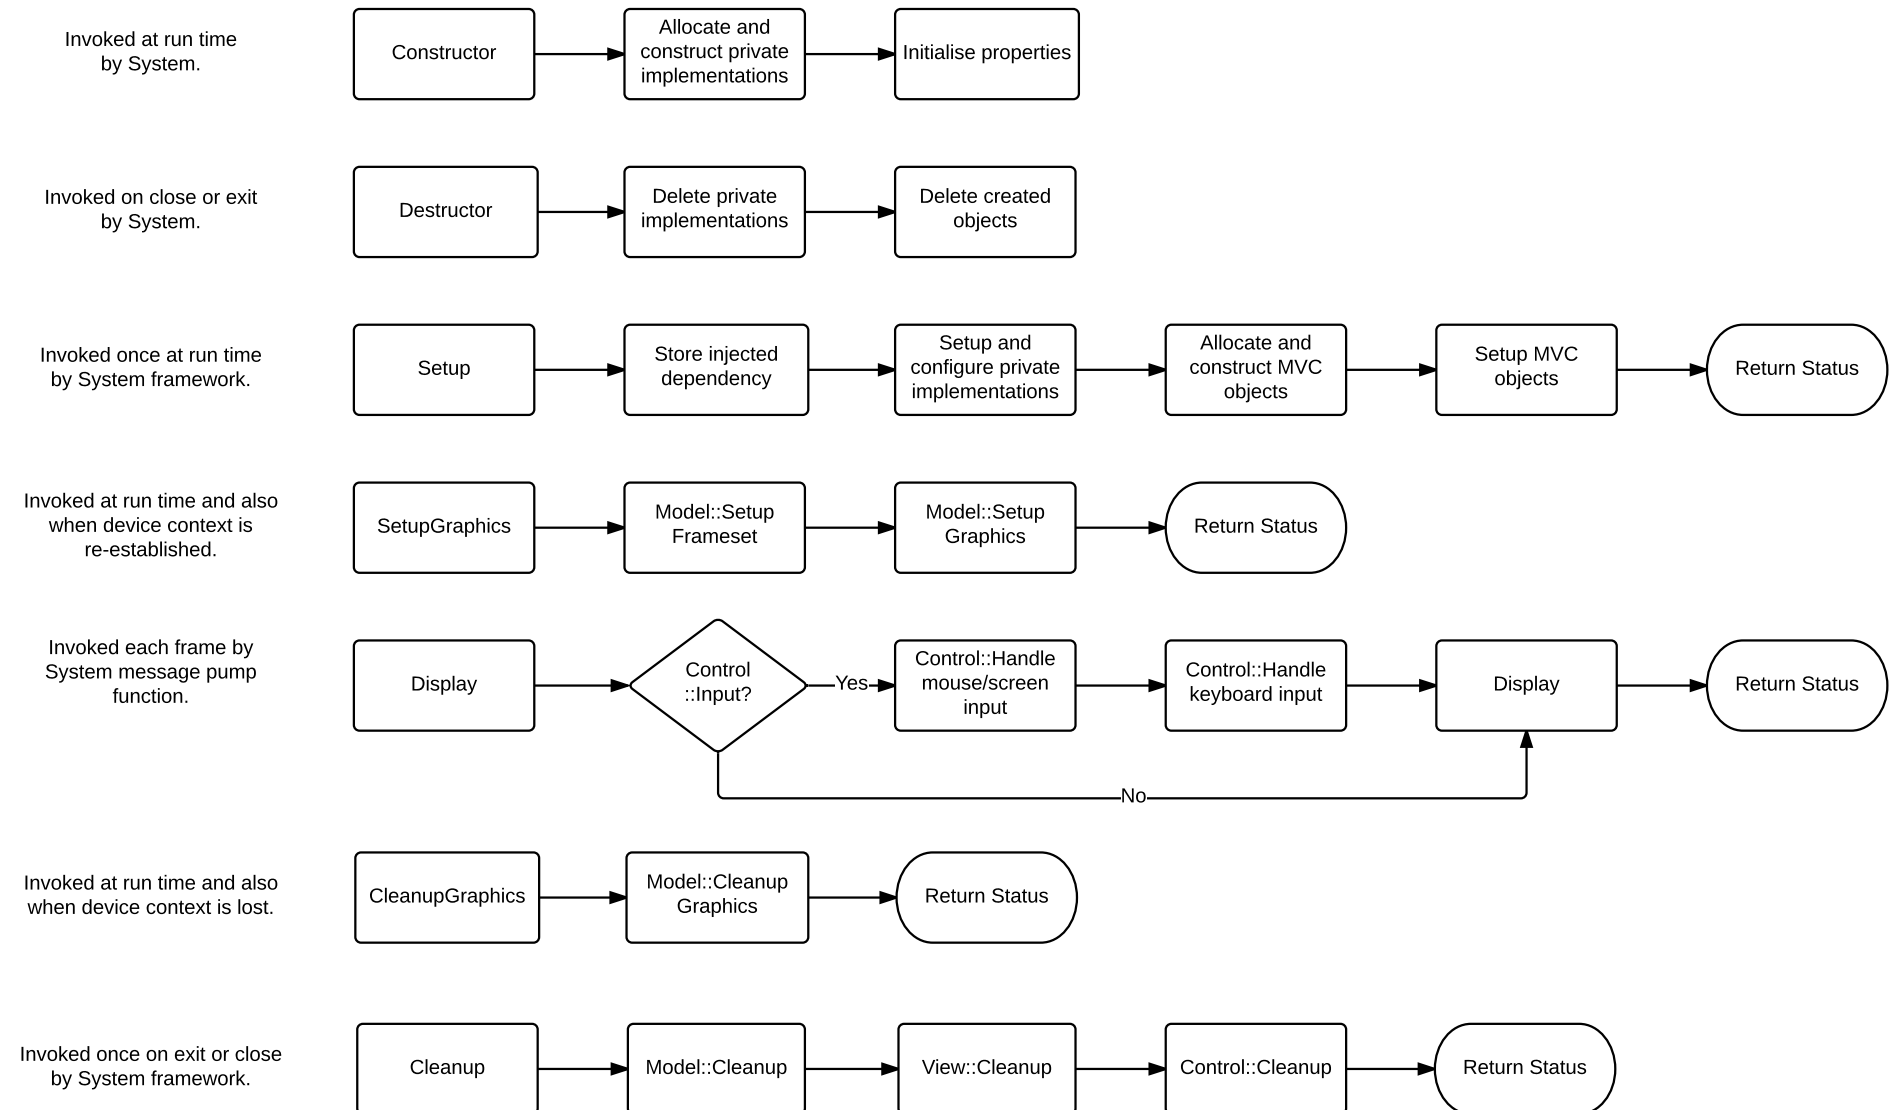 Invoked at run time
by System.
Constructor
Allocate and
construct private
implementations
Initialise properties
Invoked on close or exit
by System.
Destructor
Delete private
implementations
Delete created
objects
Invoked once at run time
by System framework.
Setup
Store injected
dependency
Setup and
configure private
implementations
Allocate and
construct MVC
objects
Setup MVC
objects
Return Status
Invoked at run time and also
when device context is
re-established.
SetupGraphics
Model::Setup
Frameset
Model::Setup
Graphics
Return Status
Invoked each frame by
System message pump
function.
Display
Control
::Input?
Yes
Control::Handle
mouse/screen
input
Control::Handle
keyboard input
Display
Return Status
No
Invoked at run time and also
when device context is lost.
CleanupGraphics
Model::Cleanup
Graphics
Return Status
Invoked once on exit or close
by System framework.
Cleanup
Model::Cleanup
View::Cleanup
Control::Cleanup
Return Status